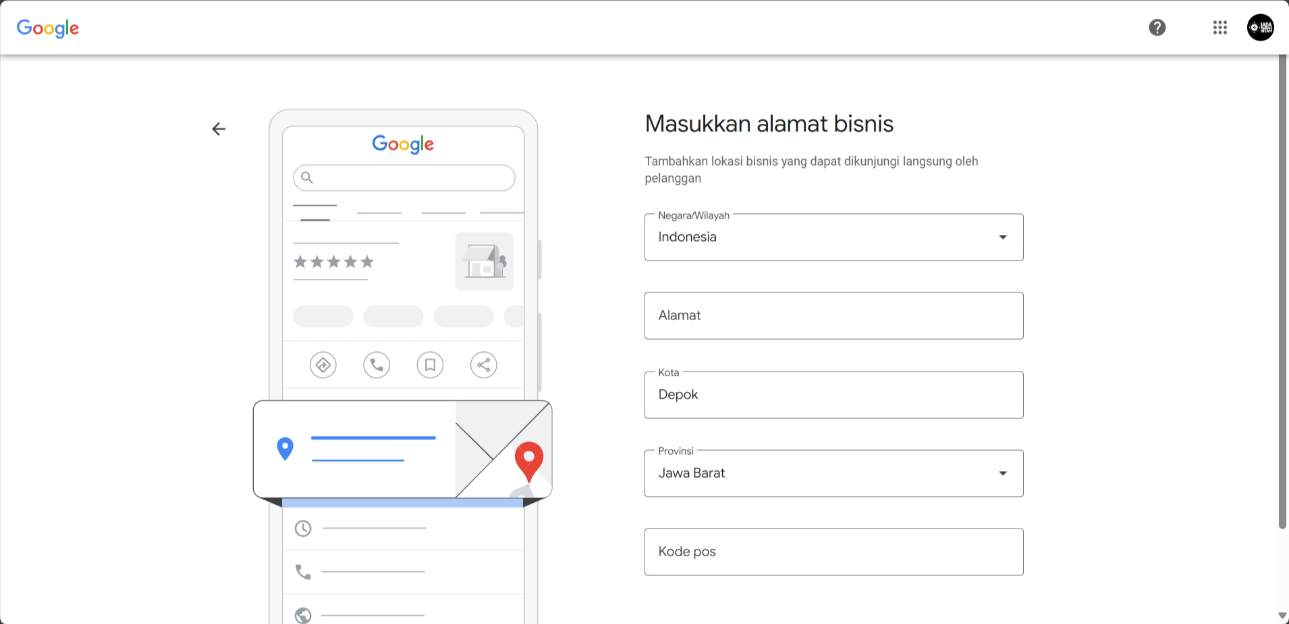 Google
Google
Masukkan alamat bisnis
Tambahkan lokasi bisnis yang dapat dikunjungi langsung oleh
pelanggan
Negara/Wilayah
Indonesia
Alamat
Kota
Depok
Provinsi
Jawa Barat
Kode pos